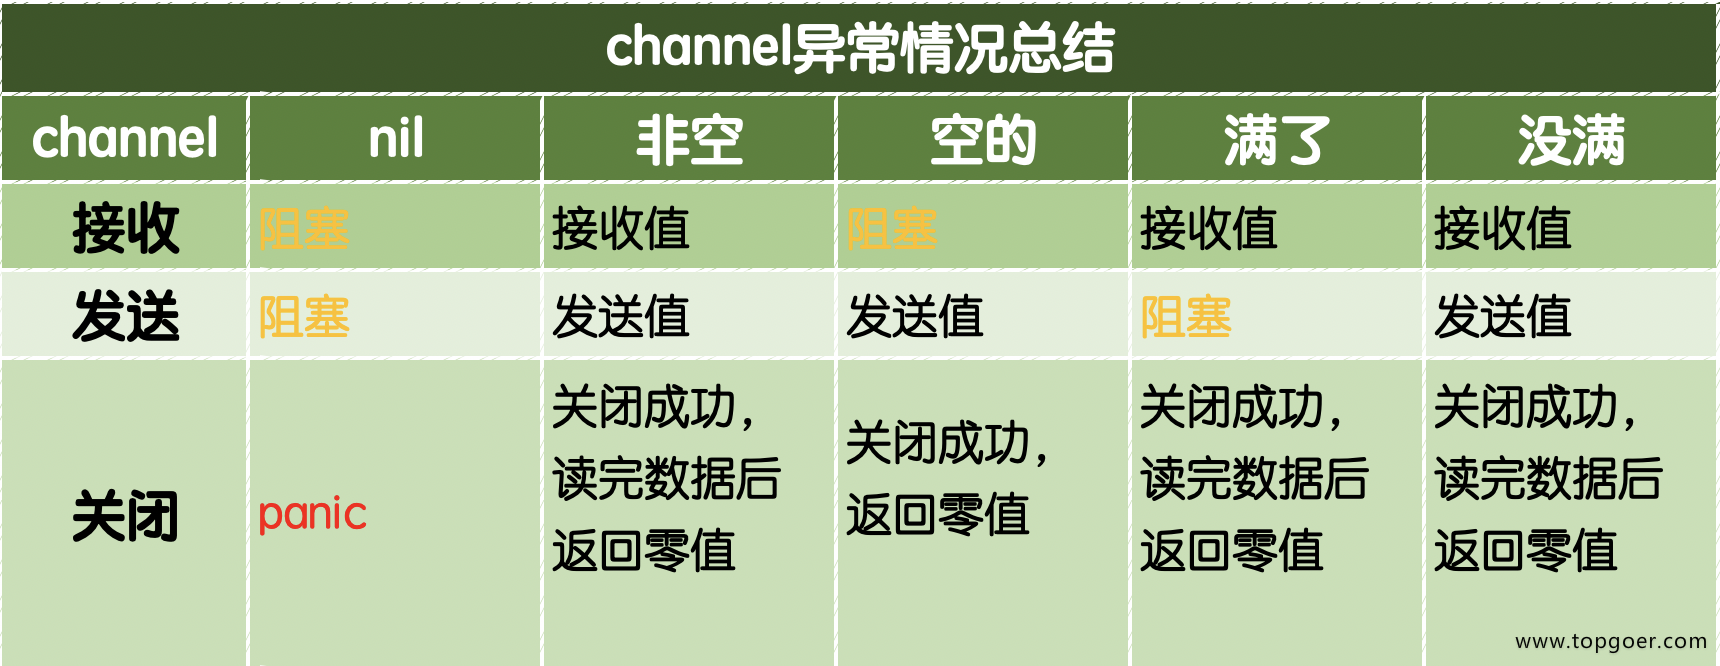 channel异常情况总结
channel nil 非空 空的 满了 没满
接收 阻塞 接收值 阻塞 接收值 接收值
发送 阻塞 发送值 发送值 阻塞 发送值
关闭
panic
关闭成功，
读完数据后
返回零值
关闭成功，
返回零值
关闭成功，
读完数据后
返回零值
关闭成功，
读完数据后
返回零值
www.topgoer.com